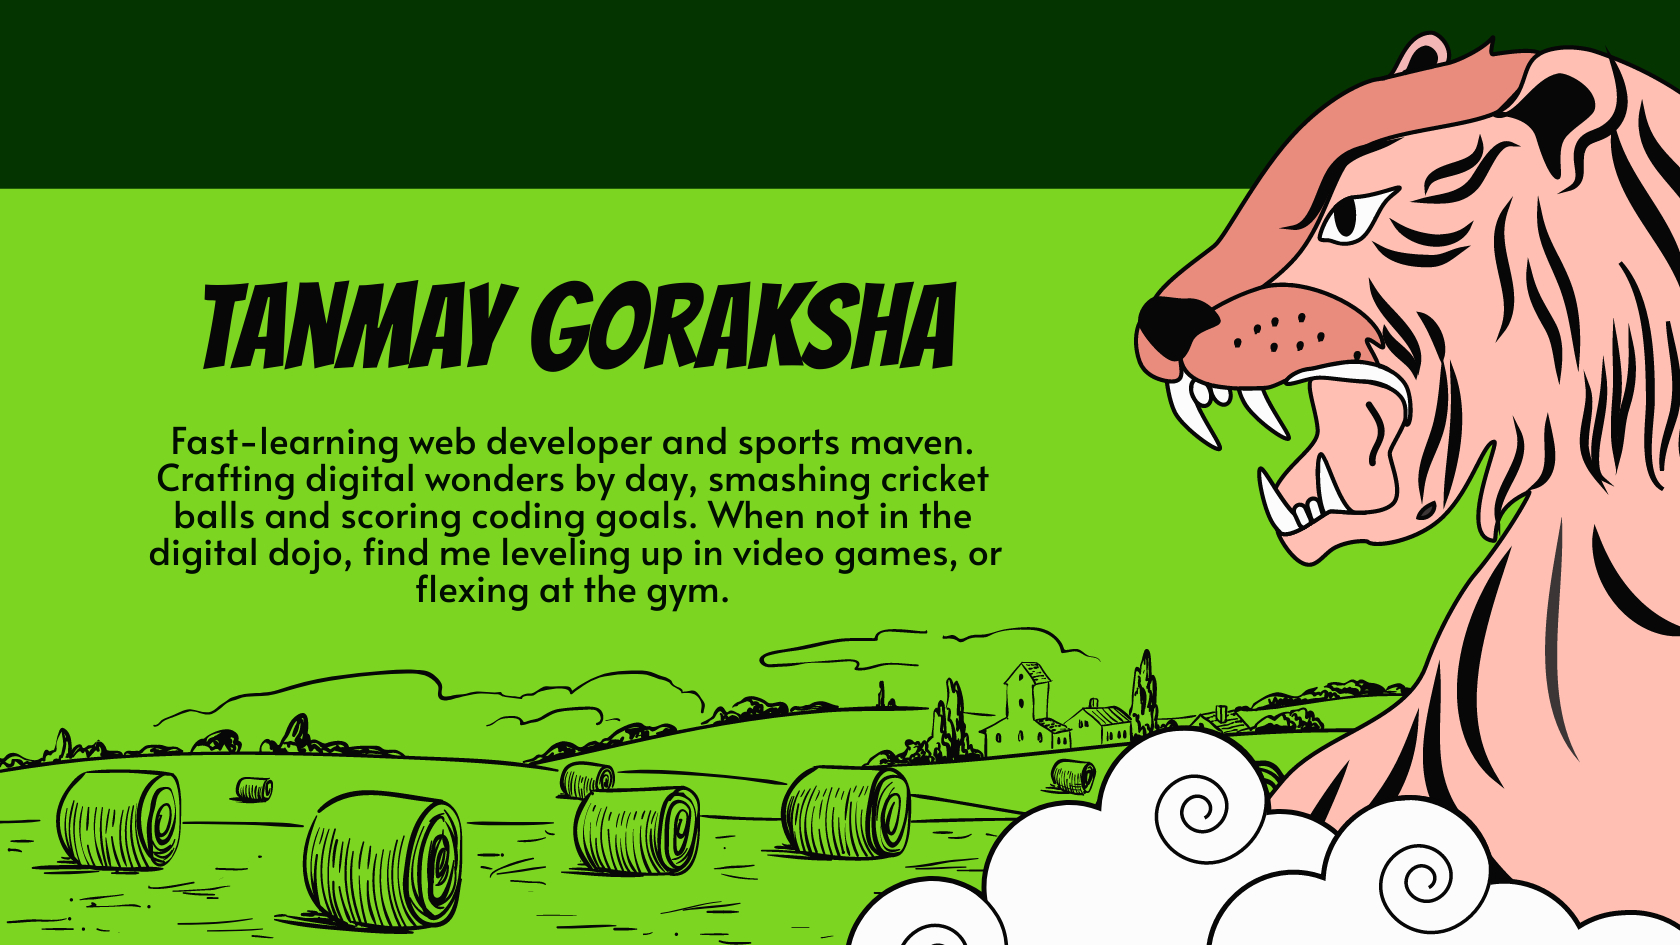 TANMAY GORAKSHA
Fast-learning web developer and sports maven.
Crafting digital wonders by day, smashing cricket
balls and scoring coding goals. When not in the
digital dojo, find me leveling up in video games, or
flexing at the gym.